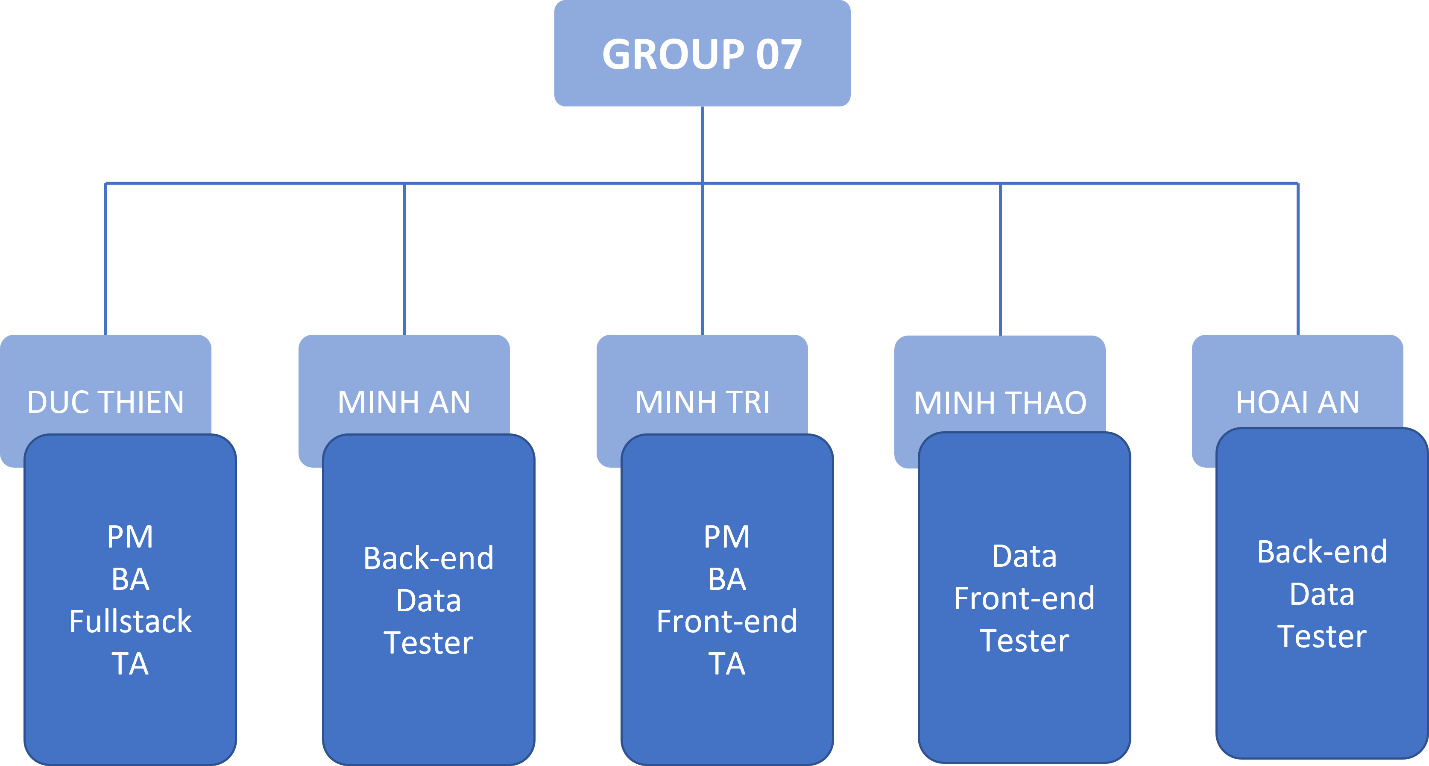 GROUP 07
DUC THIEN
PM
BA
Fullstack
TA
MINH AN
Back-end
Data
Tester
MINH TRI
PM
BA
Front-end
TA
MINH THAO
Data
Front-end
Tester
HOAI AN
Back-end
Data
Tester